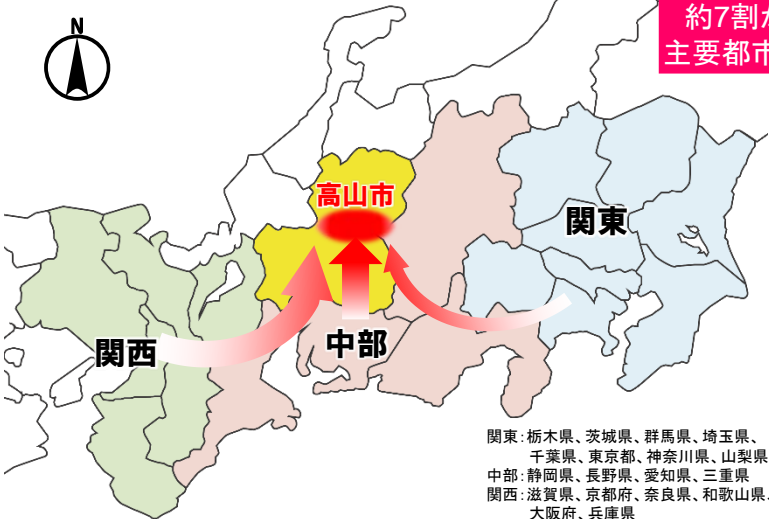 N
約7割が
主要都市
高山市
関東
中部
関西
関東:栃木県、茨城県、群馬県、埼玉県、
千葉県、東京都、神奈川県、山梨県
中部:静岡県、長野県、愛知県、三重県
関西:滋賀県、京都府、奈良県、和歌山県、
大阪府、兵庫県